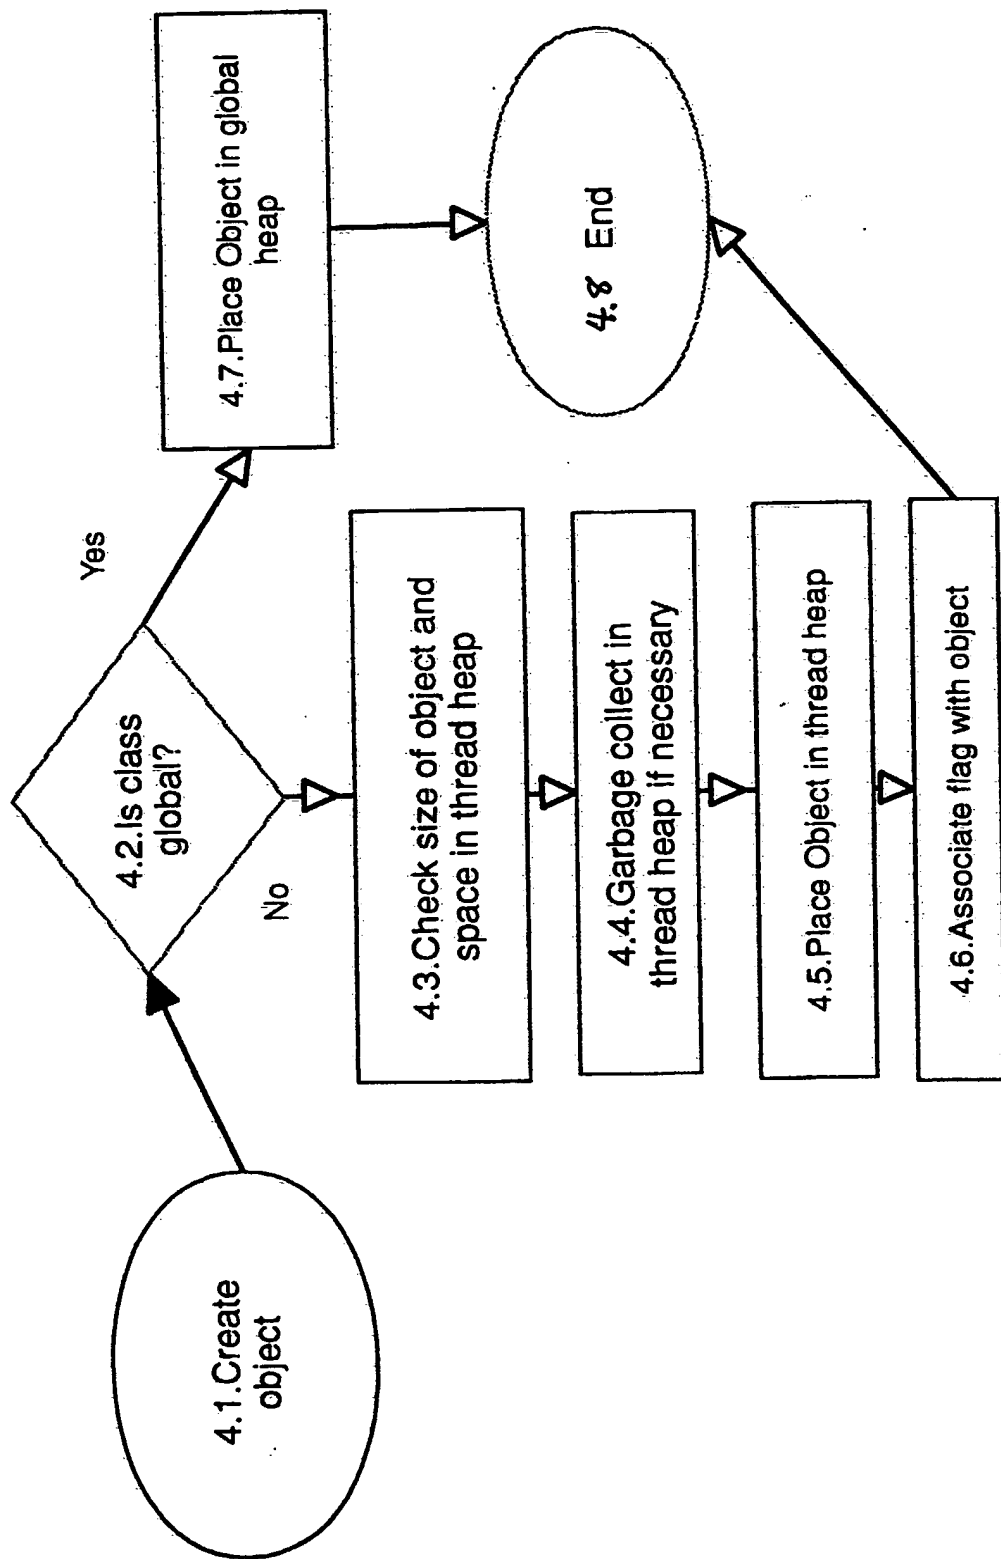 4.1.Create
object
4.2.Is class
global?
Yes
No
4.3.Check size of object and
space in thread heap
4.4.Garbage collect in
thread heap if necessary
4.5.Place Object in thread heap
4.6.Associate flag with object
4.7.Place Object in global
heap
4.8 End